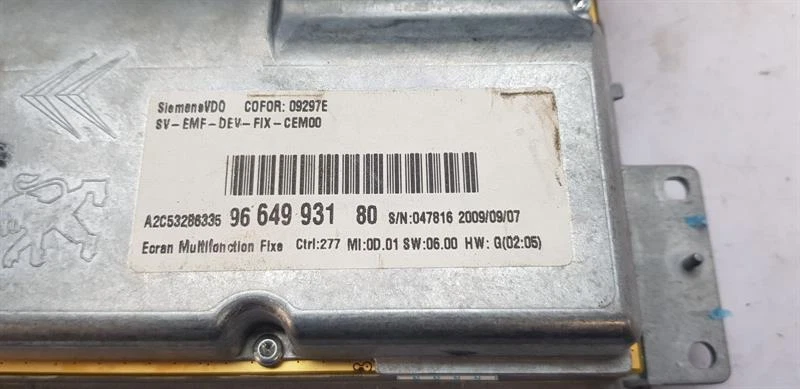 SiemensVDO COFOR: 09297E
SV-EMF-DEV-FIX-CEM00
A2C53286335 96 649 931 80 S/N:047816 2009/09/07
Ecran Multifonction Fixe Ctrl:277 MI:0D.01 SW:06.00 HW: G(02:05)